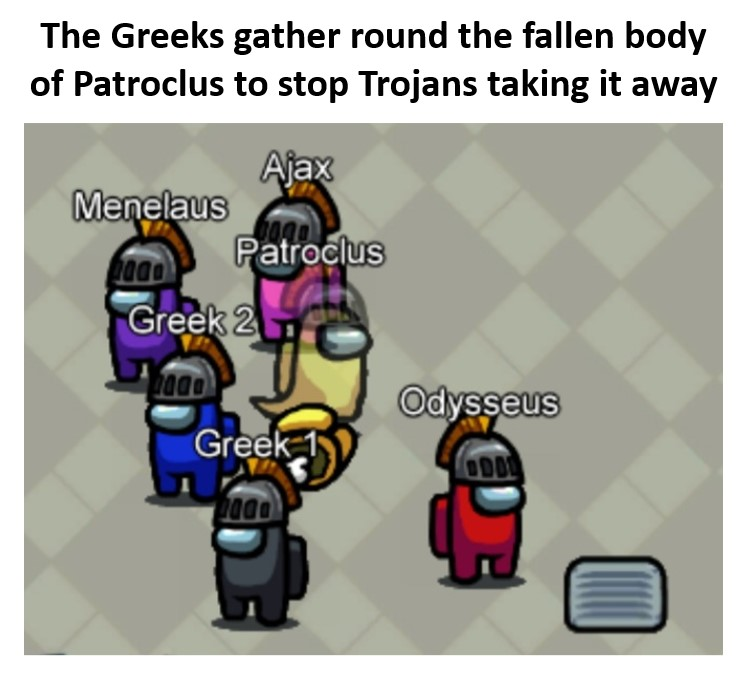 The Greeks gather round the fallen body
of Patroclus to stop Trojans taking it away
Ajax
Menelaus
Patroclus
Greek 2
Odysseus
Greek 1